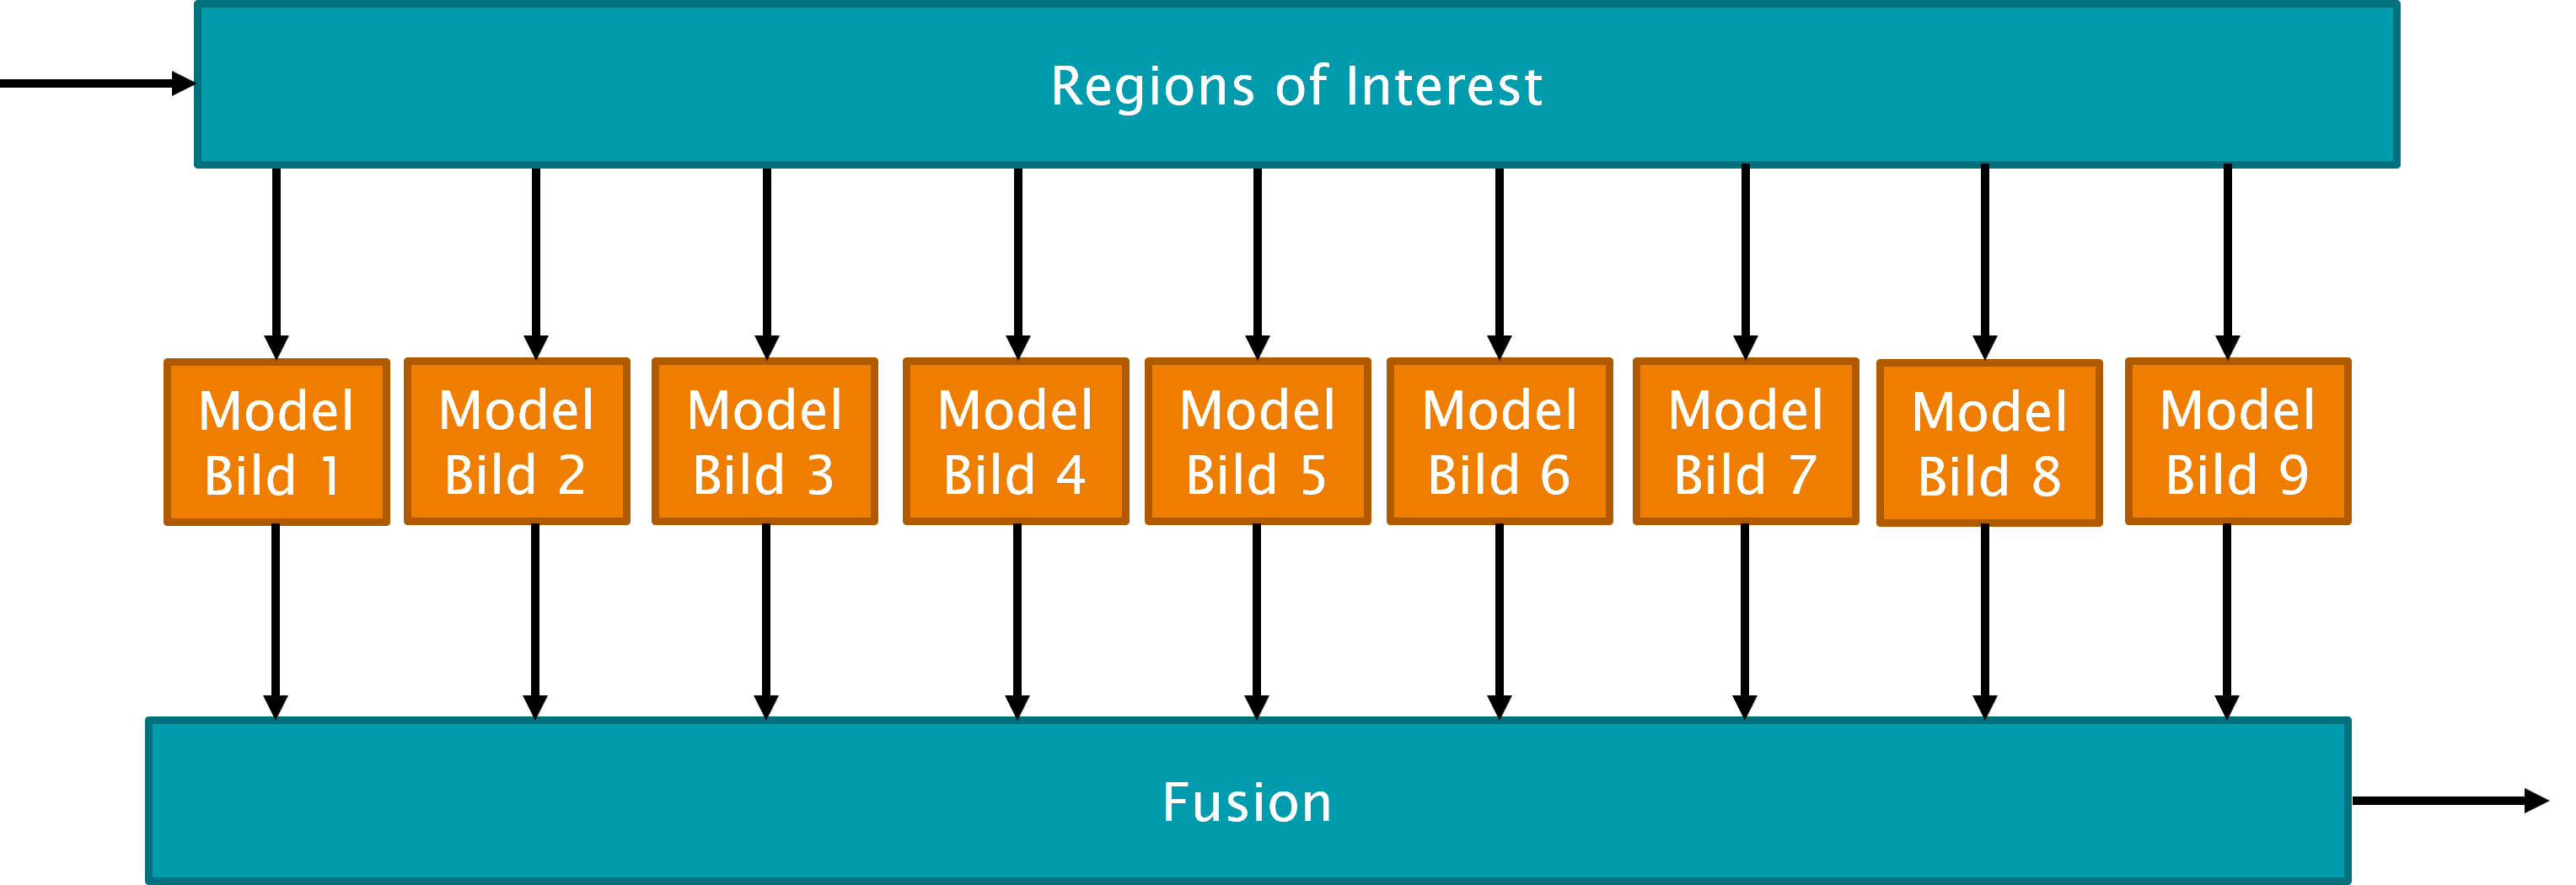 Regions of Interest
Model
Bild 1
Model
Bild 2
Model
Bild 3
Model
Bild 4
Model
Bild 5
Model
Bild 6
Model
Bild 7
Model
Bild 8
Model
Bild 9
Fusion